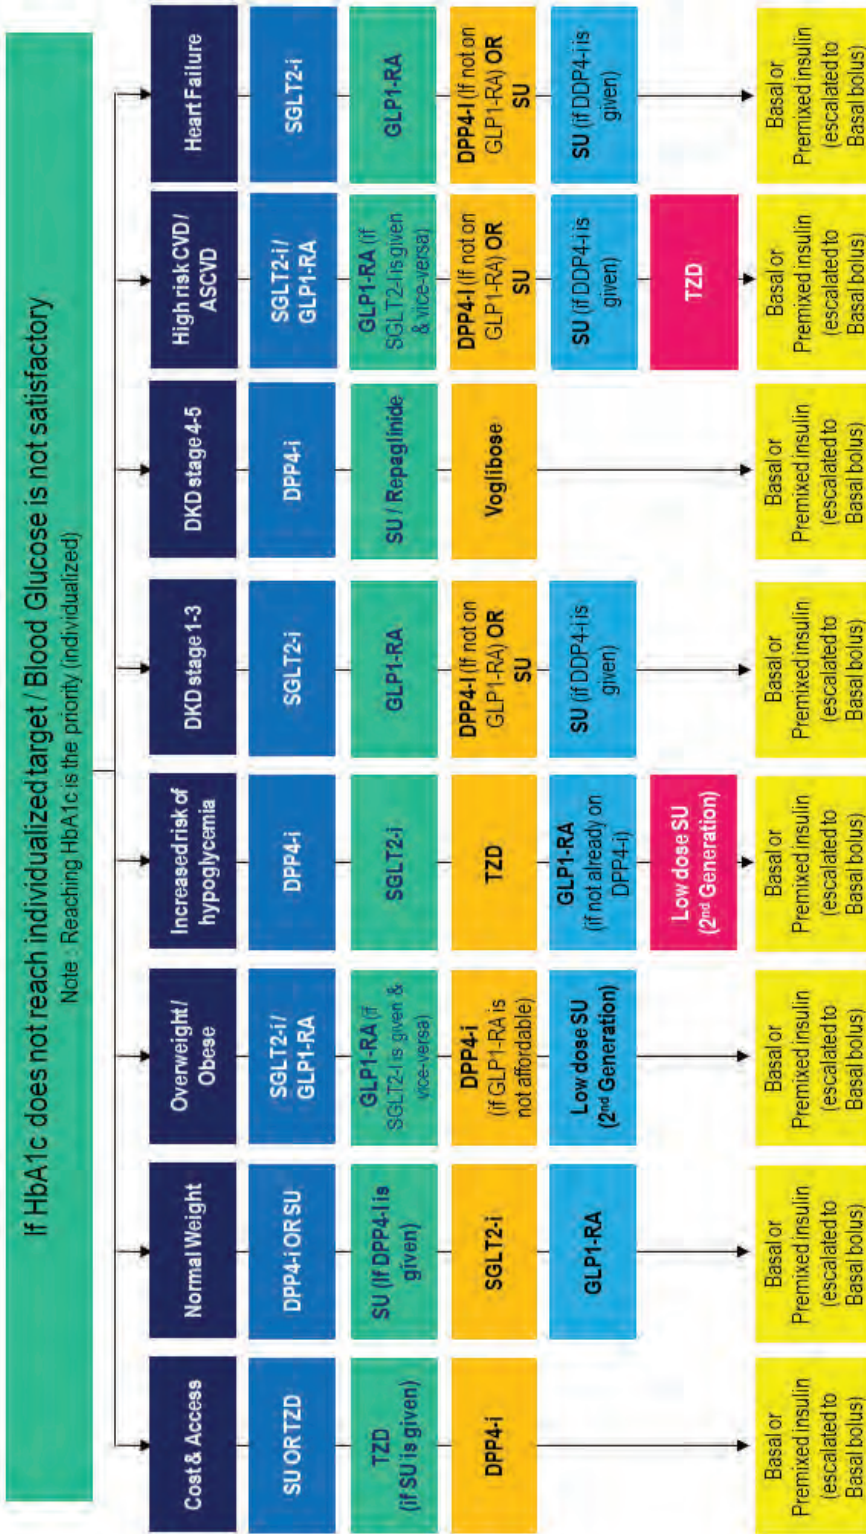 If HbA1c does not reach individualized target / Blood Glucose is not satisfactory
Note : Reaching HbA1c is the priority (individualized)
Cost & Access
SU OR TZD
TZD
(if SU is given)
DPP4-i
Basal or
Premixed insulin
(escalated to
Basal bolus)
Normal Weight
DPP4-i OR SU
SU (If DPP4-I is
given)
SGLT2-i
GLP1-RA
Basal or
Premixed insulin
(escalated to
Basal bolus)
Overweight/
Obese
SGLT2-i/
GLP1-RA
GLP1-RA (if
SGLT2-I is given &
vice-versa)
DPP4-i
(if GLP1-RA is
not affordable)
Low dose SU
(2nd Generation)
Basal or
Premixed insulin
(escalated to
Basal bolus)
Increased risk of
hypoglycemia
DPP4-i
SGLT2-i
TZD
GLP1-RA
(if not already on
DPP4-i)
Low dose SU
(2nd Generation)
Basal or
Premixed insulin
(escalated to
Basal bolus)
DKD stage 1-3
SGLT2-i
GLP1-RA
DPP4-I (If not on
GLP1-RA) OR
SU
SU (if DDP4-i is
given)
Basal or
Premixed insulin
(escalated to
Basal bolus)
DKD stage 4-5
DPP4-i
SU / Repaglinide
Voglibose
Basal or
Premixed insulin
(escalated to
Basal bolus)
High risk CVD /
ASCVD
SGLT2-i /
GLP1-RA
GLP1-RA (if
SGLT2-I is given
& vice-versa)
DPP4-I (If not on
GLP1-RA) OR
SU
SU (if DDP4-i is
given)
TZD
Basal or
Premixed insulin
(escalated to
Basal bolus)
Heart Failure
SGLT2-i
GLP1-RA
DPP4-I (If not on
GLP1-RA) OR
SU
SU (if DDP4-i is
given)
Basal or
Premixed insulin
(escalated to
Basal bolus)